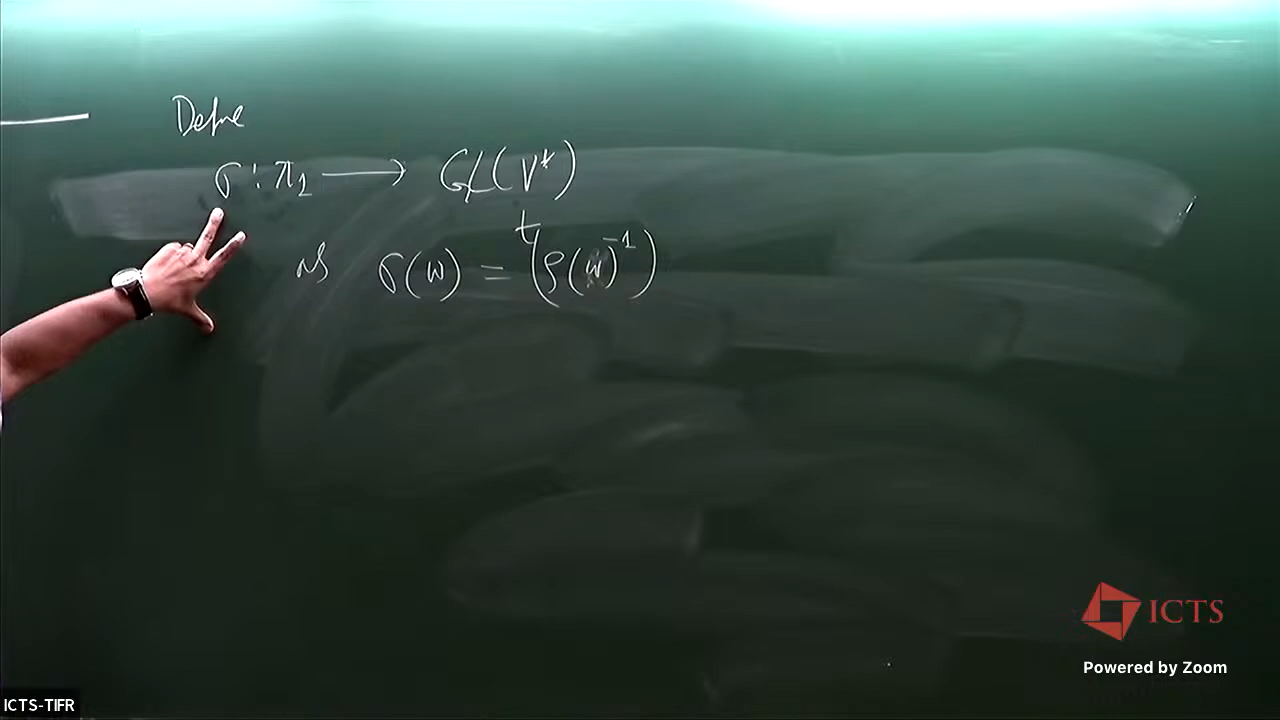 Define
σ : π₁ ⟶ GL(V*)
as σ(w) = ᵗ(ρ(w)⁻¹)
ICTS
Powered by Zoom
ICTS-TIFR